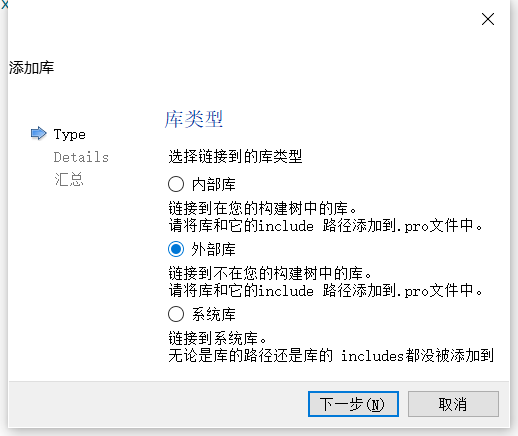 添加库
Type
Details
汇总
库类型
选择链接到的库类型
内部库
链接到在您的构建树中的库。
请将库和它的include 路径添加到.pro文件中。
外部库
链接到不在您的构建树中的库。
请将库和它的include 路径添加到.pro文件中。
系统库
链接到系统库。
无论是库的路径还是库的 includes都没被添加到
下一步(N)
取消